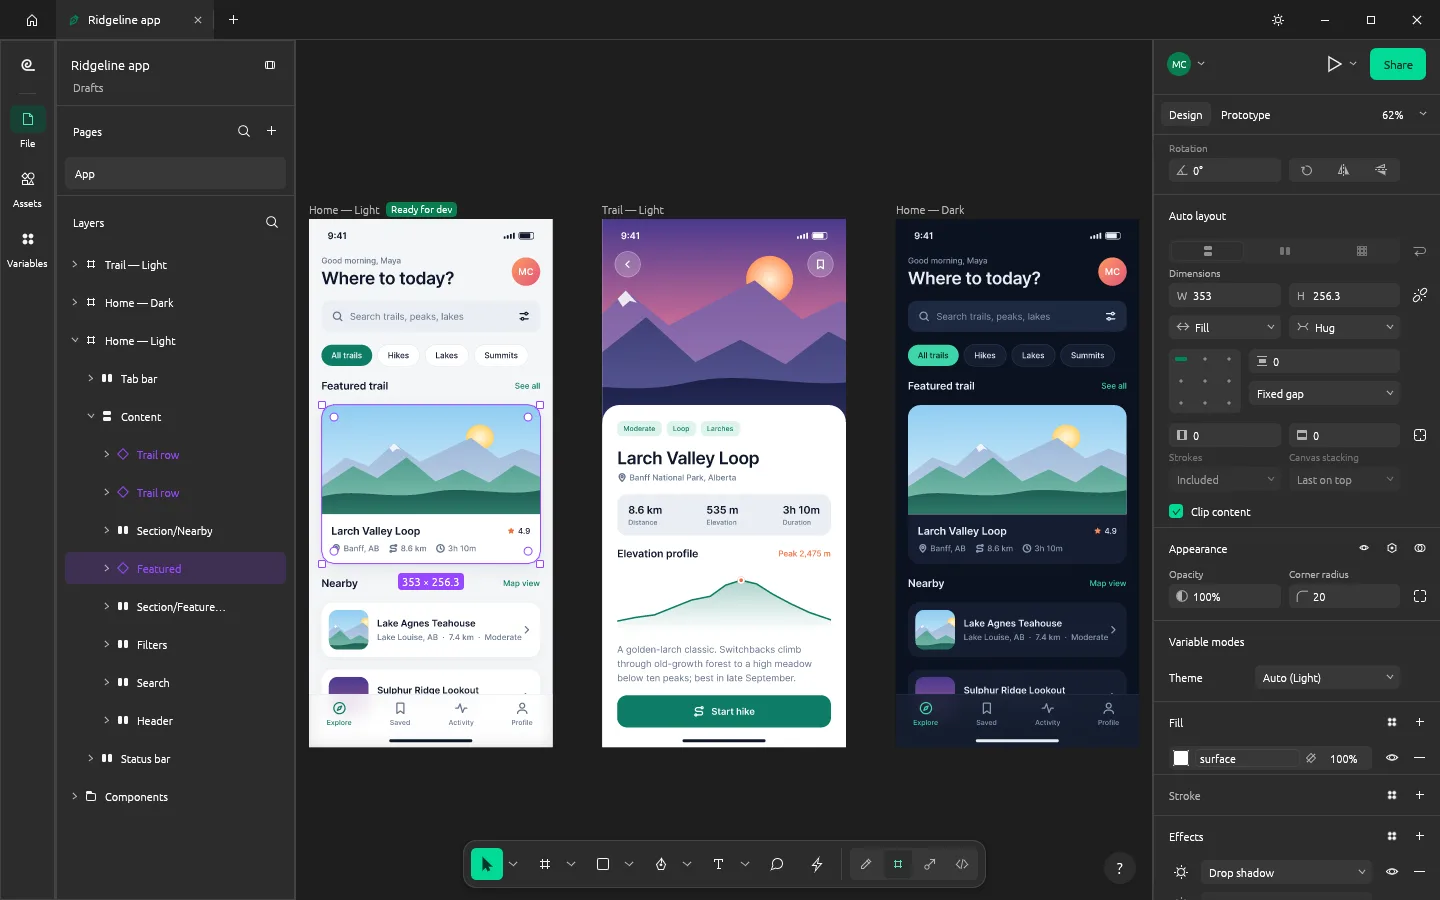 Ridgeline app
Ridgeline app
Drafts
File
Assets
Variables
Pages
App
Layers
Trail — Light
Home — Dark
Home — Light
Tab bar
Content
Trail row
Trail row
Section/Nearby
Featured
Section/Feature...
Filters
Search
Header
Status bar
Components
Home — Light
Ready for dev
9:41
Good morning, Maya
Where to today?
MC
Search trails, peaks, lakes
All trails
Hikes
Lakes
Summits
Featured trail
See all
Larch Valley Loop
4.9
Banff, AB
8.6 km
3h 10m
353 × 256.3
Nearby
Map view
Lake Agnes Teahouse
Lake Louise, AB · 7.4 km · Moderate
Sulphur Ridge Lookout
Explore
Saved
Activity
Profile
Trail — Light
9:41
Moderate
Loop
Larches
Larch Valley Loop
Banff National Park, Alberta
8.6 km
535 m
3h 10m
Distance
Elevation
Duration
Elevation profile
Peak 2,475 m
A golden-larch classic. Switchbacks climb
through old-growth forest to a high meadow
below ten peaks; best in late September.
Start hike
Home — Dark
9:41
Good morning, Maya
Where to today?
MC
Search trails, peaks, lakes
All trails
Hikes
Lakes
Summits
Featured trail
See all
Larch Valley Loop
4.9
Banff, AB
8.6 km
3h 10m
Nearby
Map view
Lake Agnes Teahouse
Lake Louise, AB · 7.4 km · Moderate
Sulphur Ridge Lookout
Explore
Saved
Activity
Profile
T
?
MC
Share
Design
Prototype
62%
Rotation
0°
Auto layout
Dimensions
W 353
H 256.3
Fill
Hug
0
Fixed gap
0
0
Strokes
Canvas stacking
Included
Last on top
Clip content
Appearance
Opacity
Corner radius
100%
20
Variable modes
Theme
Auto (Light)
Fill
surface
100%
Stroke
Effects
Drop shadow